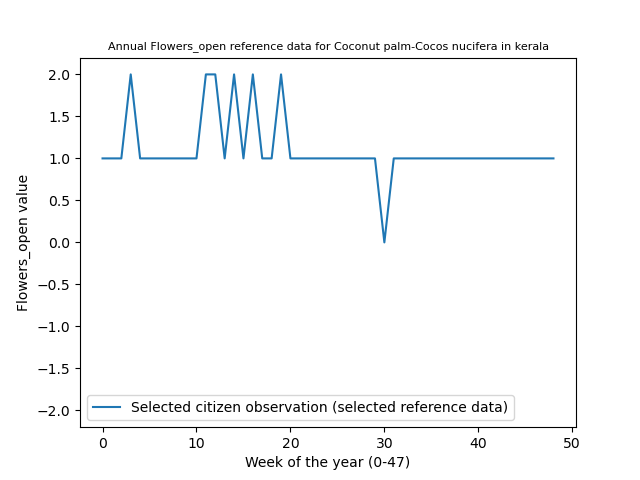 Annual Flowers_open reference data for Coconut palm-Cocos nucifera in kerala
2.0
1.5
1.0
0.5
0.0
−0.5
−1.0
−1.5
−2.0
Flowers_open value
Selected citizen observation (selected reference data)
0 10 20 30 40 50
Week of the year (0-47)